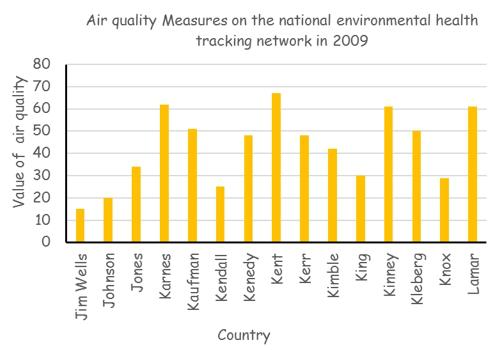 Air quality Measures on the national environmental health
tracking network in 2009
Value of air quality
80
70
60
50
40
30
20
10
0
Jim Wells
Johnson
Jones
Karnes
Kaufman
Kendall
Kenedy
Kent
Kerr
Kimble
King
Kinney
Kleberg
Knox
Lamar
Country